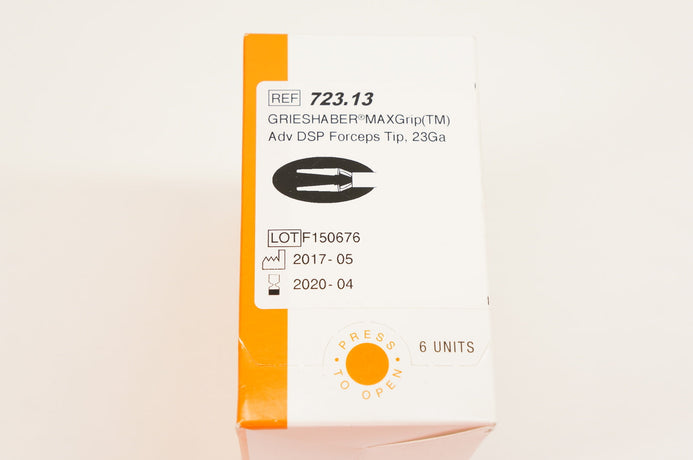 REF 723.13
GRIESHABER®MAXGrip(TM)
Adv DSP Forceps Tip, 23Ga
LOT F150676
2017-05
2020-04
PRESS TO OPEN
6 UNITS